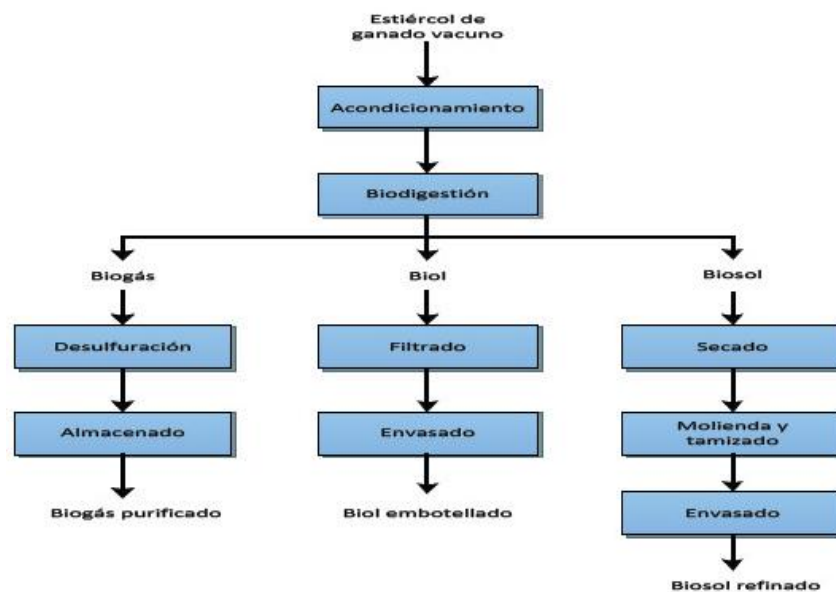 Estiércol de
ganado vacuno
Acondicionamiento
Biodigestión
Biogás
Biol
Biosol
Desulfuración
Filtrado
Secado
Almacenado
Envasado
Molienda y
tamizado
Biogás purificado
Biol embotellado
Envasado
Biosol refinado